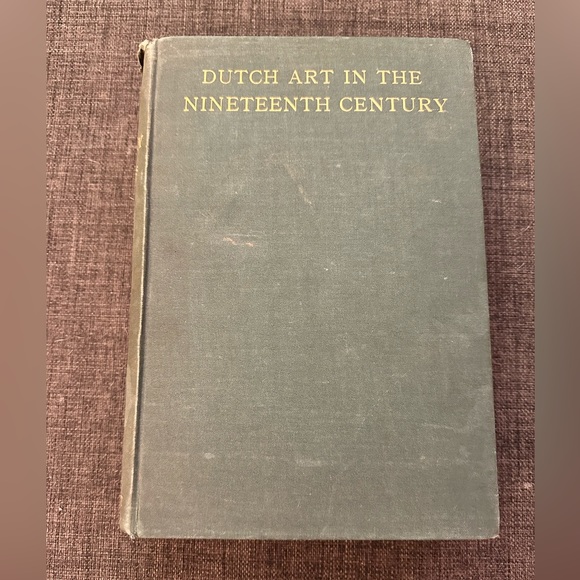 DUTCH ART IN THE
NINETEENTH CENTURY